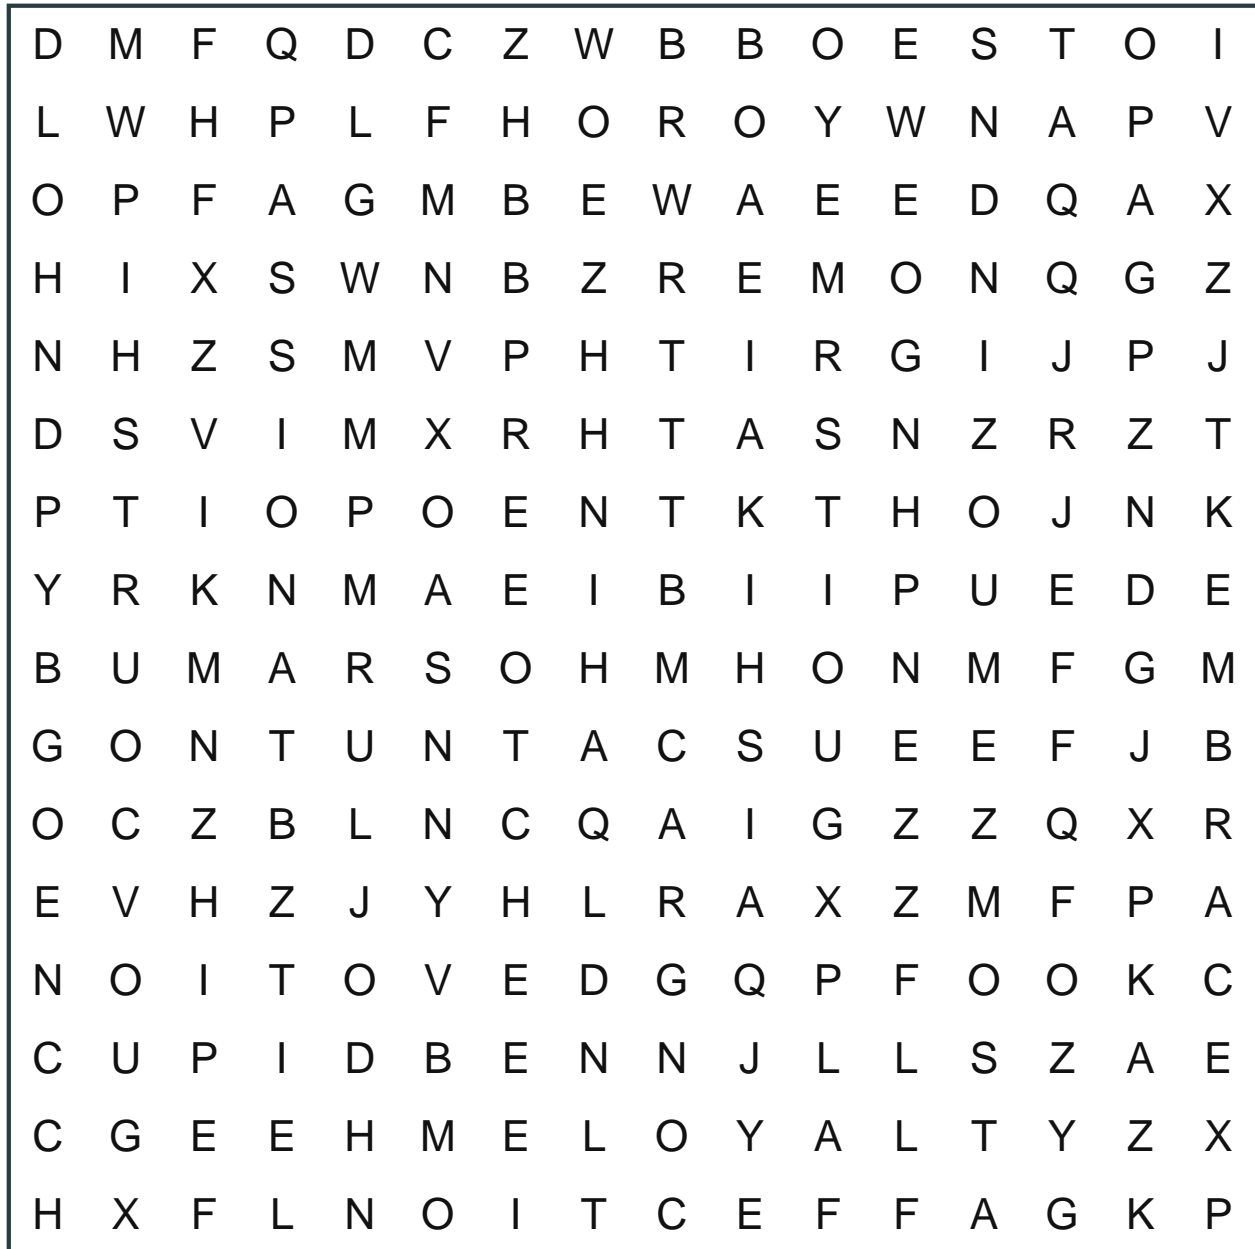 D M F Q D C Z W B B O E S T O I
L W H P L F H O R O Y W N A P V
O P F A G M B E W A E E D Q A X
H I X S W N B Z R E M O N Q G Z
N H Z S M V P H T I R G I J P J
D S V I M X R H T A S N Z R Z T
P T I O P O E N T K T H O J N K
Y R K N M A E I B I I P U E D E
B U M A R S O H M H O N M F G M
G O N T U N T A C S U E E F J B
O C Z B L N C Q A I G Z Z Q X R
E V H Z J Y H L R A X Z M F P A
N O I T O V E D G Q P F O O K C
C U P I D B E N N J L L S Z A E
C G E E H M E L O Y A L T Y Z X
H X F L N O I T C E F F A G K P